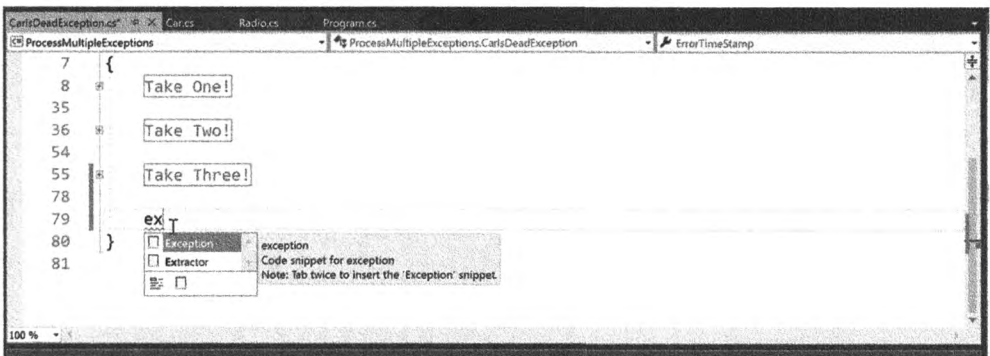 CarIsDeadException.cs* Car.cs Radio.cs Program.cs
ProcessMultipleExceptions ProcessMultipleExceptions.CarIsDeadException ErrorTimeStamp
7 {
8 Take One!
35
36 Take Two!
54
55 Take Three!
78
79 ex
80 }
81
Exception exception
Extractor Code snippet for exception
Note: Tab twice to insert the 'Exception' snippet.
100 %